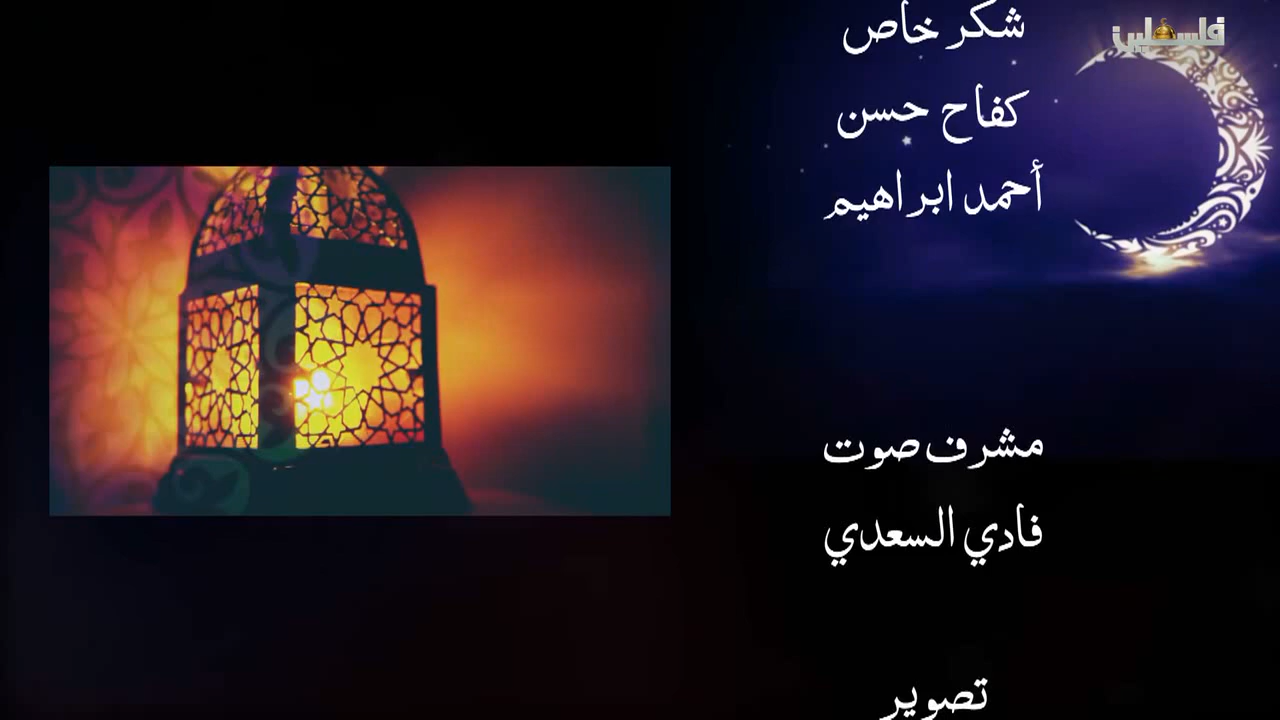 فلسطين
شكر خاص
كفاح حسن
أحمد ابراهيم
مشرف صوت
فادي السعدي
تصوير